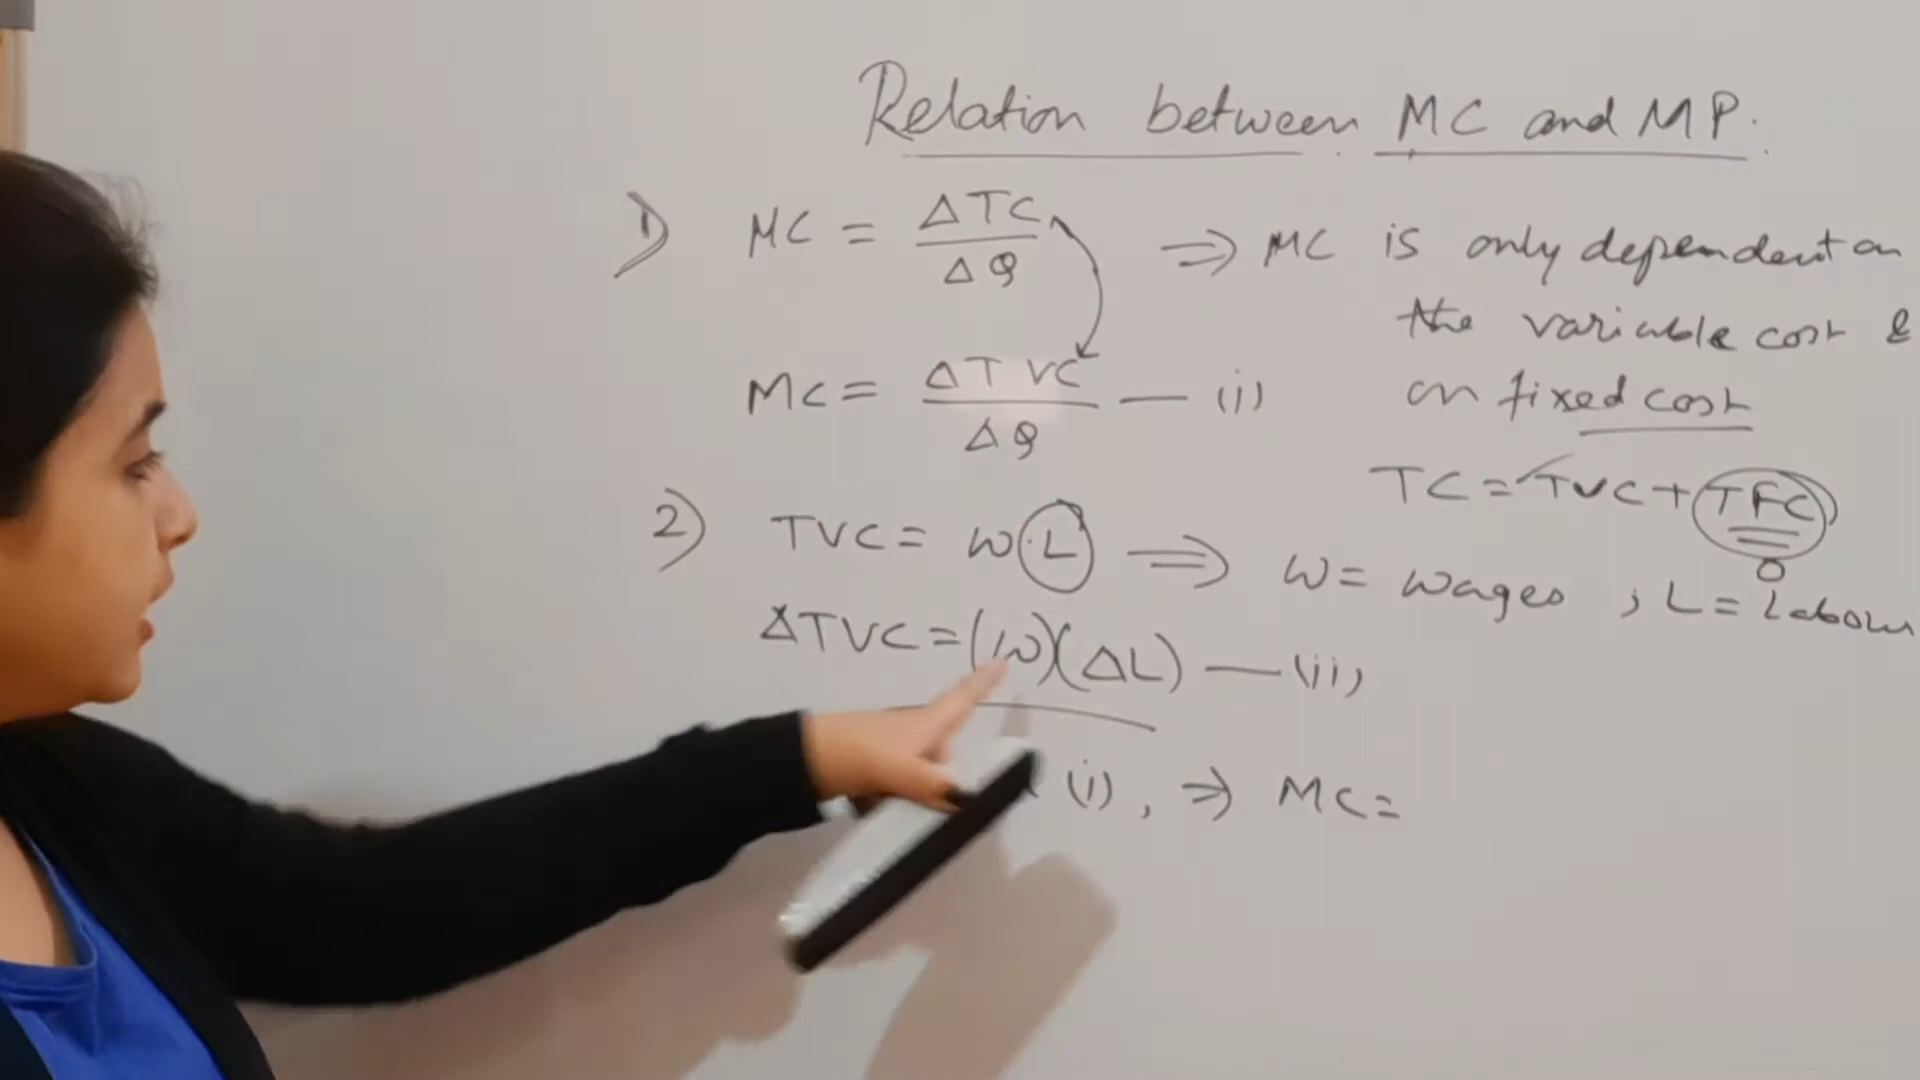 Relation between MC and MP.
1) MC = ΔTC / ΔQ ⇒ MC is only dependent on
the variable cost &
on fixed cost
MC = ΔTVC / ΔQ — (i)
TC = TVC + TFC
0
2) TVC = w.L ⇒ w = wages, L = Labour
ΔTVC = (w)(ΔL) — (ii)
(i), ⇒ MC =